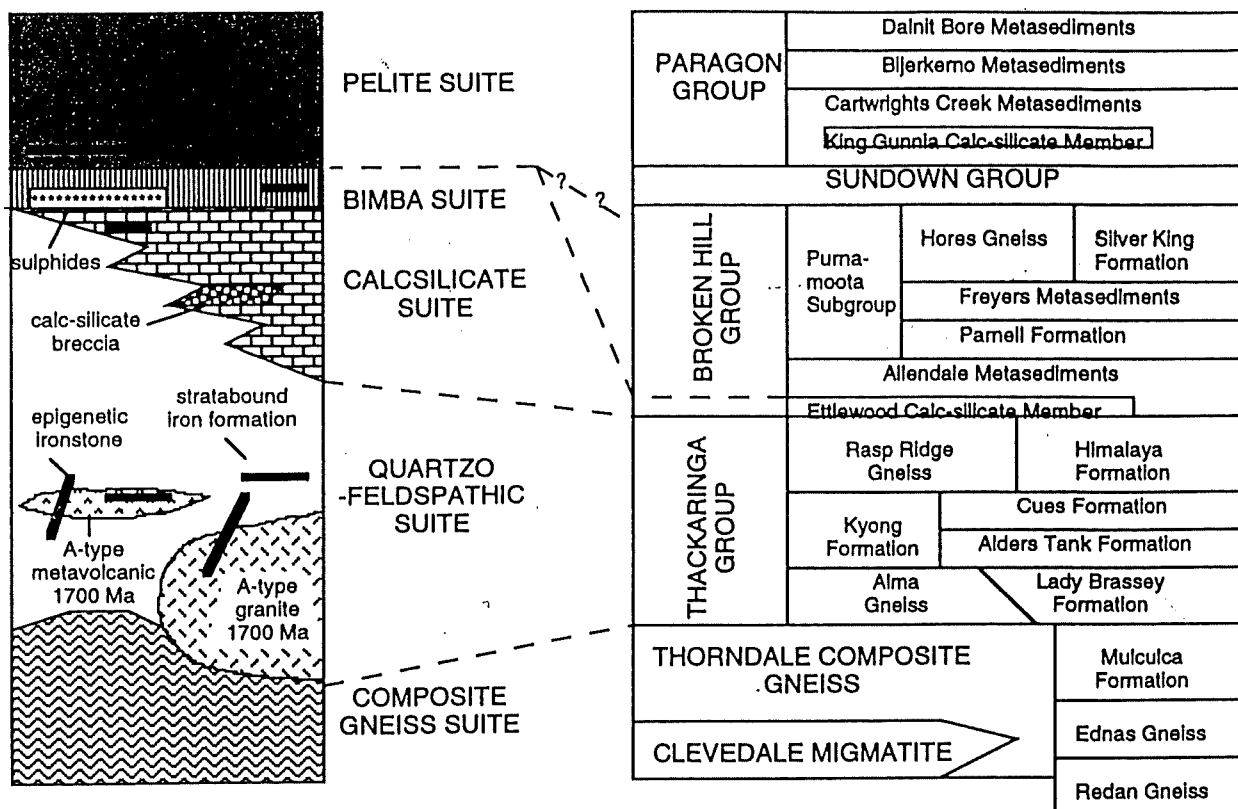 PELITE SUITE
BIMBA SUITE
sulphides
CALCSILICATE
SUITE
calc-silicate
breccia
stratabound
iron formation
epigenetic
ironstone
QUARTZO
-FELDSPATHIC
SUITE
A-type
metavolcanic
1700 Ma
A-type
granite
1700 Ma
COMPOSITE
GNEISS SUITE
?
?
PARAGON
GROUP
Dalnit Bore Metasediments
Bijerkerno Metasediments
Cartwrights Creek Metasediments
King Gunnia Calc-silicate Member
SUNDOWN GROUP
BROKEN HILL
GROUP
Purna-
moota
Subgroup
Hores Gneiss
Silver King
Formation
Freyers Metasediments
Parnell Formation
Allendale Metasediments
Ettlewood Calc-silicate Member
THACKARINGA
GROUP
Rasp Ridge
Gneiss
Himalaya
Formation
Kyong
Formation
Cues Formation
Alders Tank Formation
Alma
Gneiss
Lady Brassey
Formation
THORNDALE COMPOSITE
GNEISS
Mulculca
Formation
CLEVEDALE MIGMATITE
Ednas Gneiss
Redan Gneiss